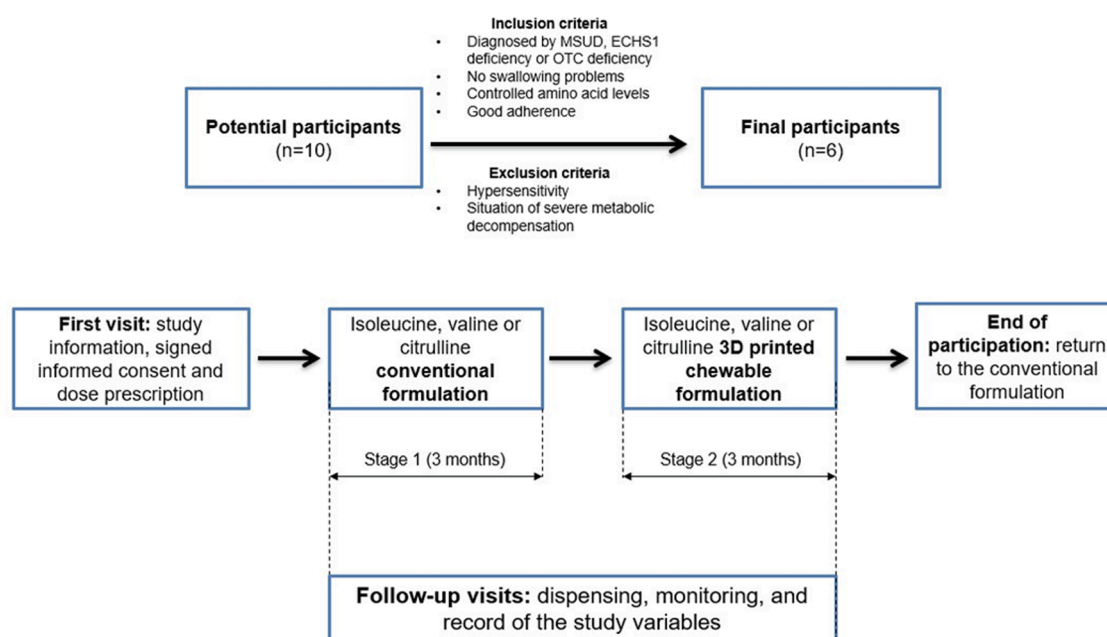 Inclusion criteria
• Diagnosed by MSUD, ECHS1
deficiency or OTC deficiency
• No swallowing problems
• Controlled amino acid levels
• Good adherence
Potential participants
(n=10)
Final participants
(n=6)
Exclusion criteria
• Hypersensitivity
• Situation of severe metabolic
decompensation
First visit: study
information, signed
informed consent and
dose prescription
Isoleucine, valine or
citrulline
conventional
formulation
Isoleucine, valine or
citrulline 3D printed
chewable
formulation
End of
participation: return
to the conventional
formulation
Stage 1 (3 months)
Stage 2 (3 months)
Follow-up visits: dispensing, monitoring, and
record of the study variables